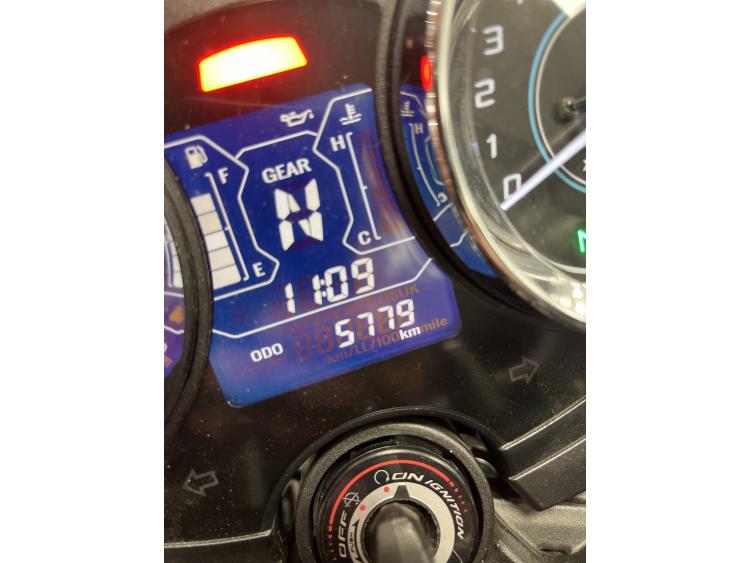 3
2
1
0
H
F
GEAR
H
N
E
C
11:09
ODO 5779
km/L L/100km mile
ON IGNITION
OFF